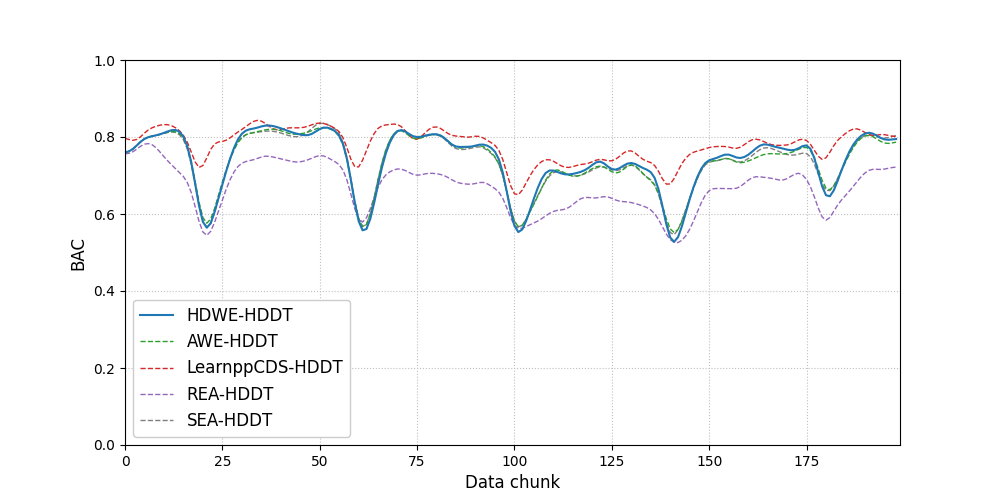 1.0
0.8
0.6
0.4
0.2
0.0
BAC
HDWE-HDDT
AWE-HDDT
LearnppCDS-HDDT
REA-HDDT
SEA-HDDT
0 25 50 75 100 125 150 175
Data chunk